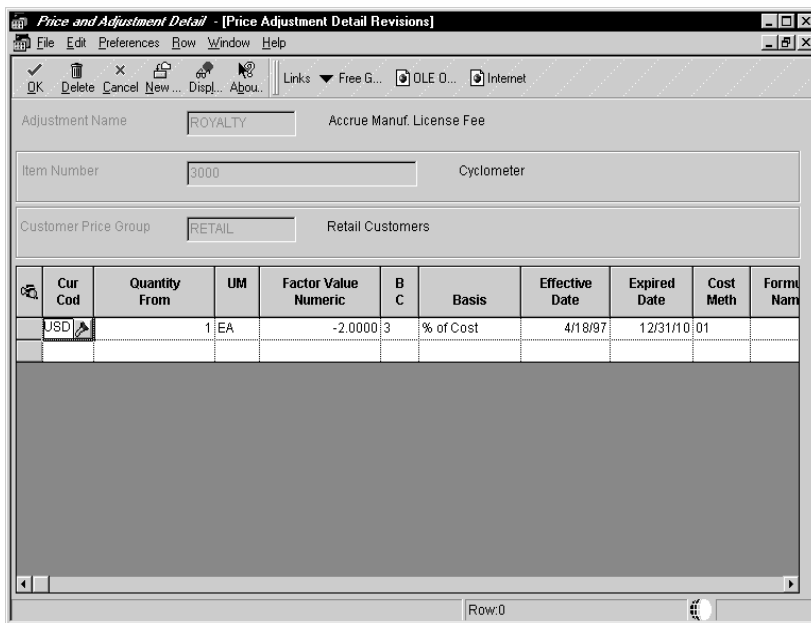 Price and Adjustment Detail - [Price Adjustment Detail Revisions]
File Edit Preferences Row Window Help
OK Delete Cancel New ... Displ... Abou.. Links Free G... OLE O... Internet
Adjustment Name ROYALTY Accrue Manuf. License Fee
Item Number 3000 Cyclometer
Customer Price Group RETAIL Retail Customers
Cur Cod Quantity From UM Factor Value Numeric B C Basis Effective Date Expired Date Cost Meth Formu Nam
USD 1 EA -2.0000 3 % of Cost 4/18/97 12/31/10 01
Row:0